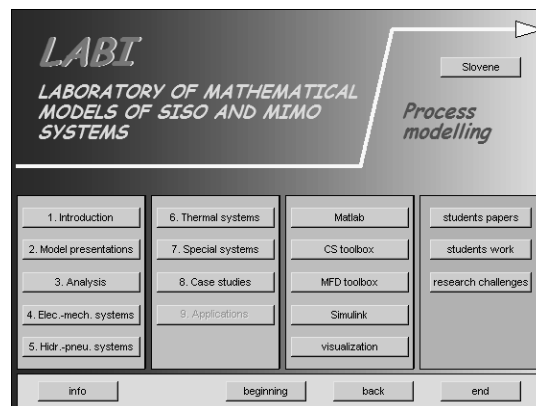 LABI
LABORATORY OF MATHEMATICAL
MODELS OF SISO AND MIMO
SYSTEMS
Slovene
Process
modelling
1. Introduction
2. Model presentations
3. Analysis
4. Elec.-mech. systems
5. Hidr.-pneu. systems
6. Thermal systems
7. Special systems
8. Case studies
9. Applications
Matlab
CS toolbox
MFD toolbox
Simulink
visualization
students papers
students work
research challenges
info
beginning
back
end